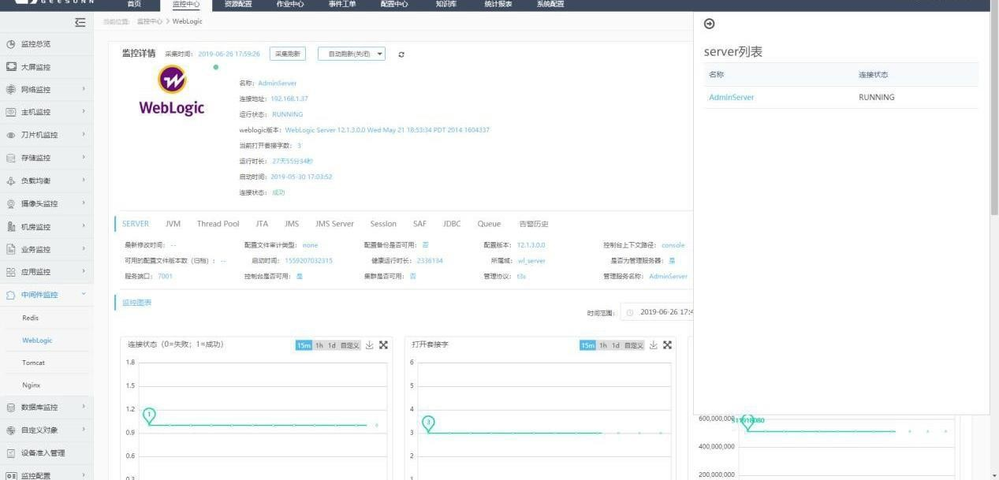 GEESUNN
首页 监控中心 资源配置 作业中心 事件工单 配置中心 知识库 统计报表 系统配置
当前位置: 监控中心 > WebLogic
监控总览
大屏监控
网络监控
主机监控
刀片机监控
存储监控
负载均衡
摄像头监控
机房监控
业务监控
应用监控
中间件监控
Redis
WebLogic
Tomcat
Nginx
数据库监控
自定义对象
设备准入管理
监控配置
监控详情 采集时间: 2019-06-26 17:59:26 采集刷新 自动刷新(关闭)
WebLogic
名称: AdminServer
连接地址: 192.168.1.37
运行状态: RUNNING
weblogic版本: WebLogic Server 12.1.3.0.0 Wed May 21 18:53:34 PDT 2014 1604337
当前打开套接字数: 3
运行时长: 27天55分34秒
启动时间: 2019-05-30 17:03:52
连接状态: 成功
SERVER JVM Thread Pool JTA JMS JMS Server Session SAF JDBC Queue 告警历史
最新修改时间: -- 配置文件审计类型: none 配置备份是否可用: 否 配置版本: 12.1.3.0.0 控制台上下文路径: console
可用的配置文件版本数（归档）: -- 启动时间: 1559207032315 健康运行时长: 2336134 所属域: wl_server 是否为管理服务器: 是
服务端口: 7001 控制台是否可用: 是 集群是否可用: 否 管理协议: t3s 管理服务名称: AdminServer
监控图表
时间范围: 2019-06-26 17:4
连接状态（0=失败; 1=成功） 15m 1h 1d 自定义
1.8
1.5
1.2
0.9
0.6
0.3
1
打开套接字 15m 1h 1d 自定义
6
5
4
3
2
1
3
600,000,000
400,000,000
200,000,000
server列表
名称 连接状态
AdminServer RUNNING